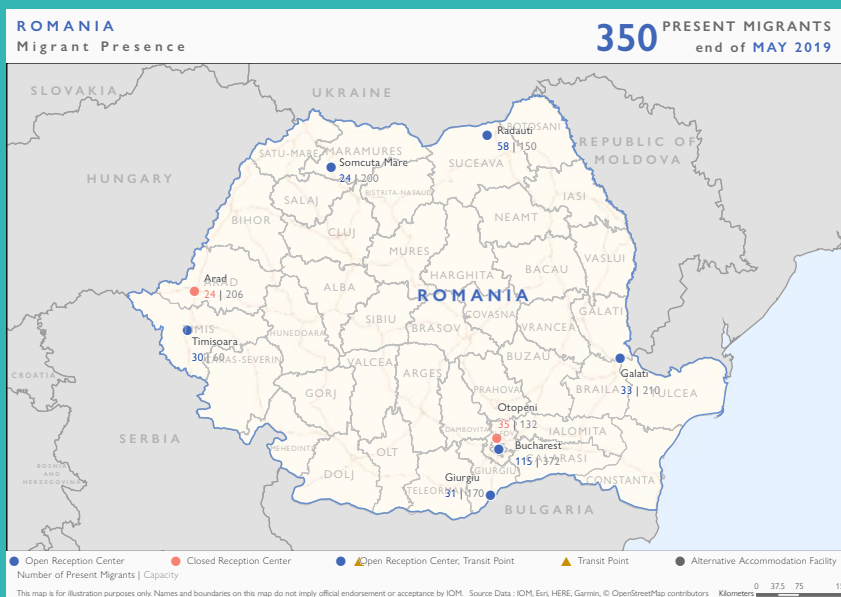 ROMANIA
Migrant Presence
350 PRESENT MIGRANTS
end of MAY 2019
SLOVAKIA
UKRAINE
HUNGARY
REPUBLIC OF
MOLDOVA
BOTOSANI
Radauti
58 | 150
SUCEAVA
SATU-MARE
MARAMURES
Somcuta Mare
24 | 200
BISTRITA-NASAUD
SALAJ
IASI
BIHOR
NEAMT
CLUJ
MURES
VASLUI
BACAU
HARGHITA
Arad
ARAD
24 | 206
ALBA
ROMANIA
COVASNA
GALATI
SIBIU
BRASOV
VRANCEA
TIMIS
Timisoara
30 | 60
HUNEDOARA
CARAS-SEVERIN
VALCEA
BUZAU
ARGES
Galati
33 | 210
BRAILA
TULCEA
CROATIA
GORJ
PRAHOVA
Otopeni
35 | 132
DAMBOVITA
IALOMITA
SERBIA
Bucharest
115 | 372
CALARASI
MEHEDINTI
OLT
DOLJ
BOSNIA
AND
HERZEGOVINA
GIURGIU
Giurgiu
31 | 170
TELEORMAN
CONSTANTA
BULGARIA
Open Reception Center
Closed Reception Center
Open Reception Center, Transit Point
Transit Point
Alternative Accommodation Facility
Number of Present Migrants | Capacity
This map is for illustration purposes only. Names and boundaries on this map do not imply official endorsement or acceptance by IOM. Source Data : IOM, Esri, HERE, Garmin, © OpenStreetMap contributors
Kilometers 0 37.5 75